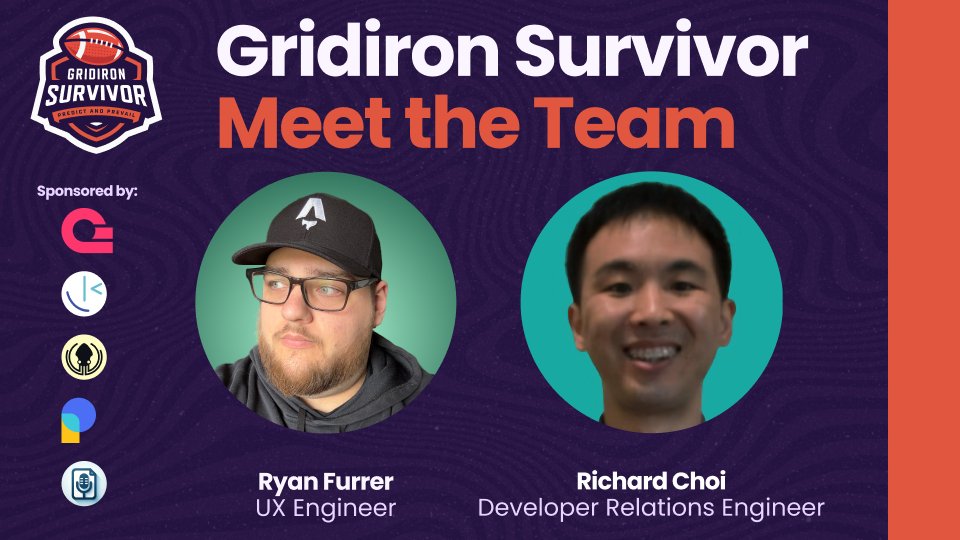 GRIDIRON
SURVIVOR
PREDICT AND PREVAIL
Gridiron Survivor
Meet the Team
Sponsored by:
Ryan Furrer
UX Engineer
Richard Choi
Developer Relations Engineer